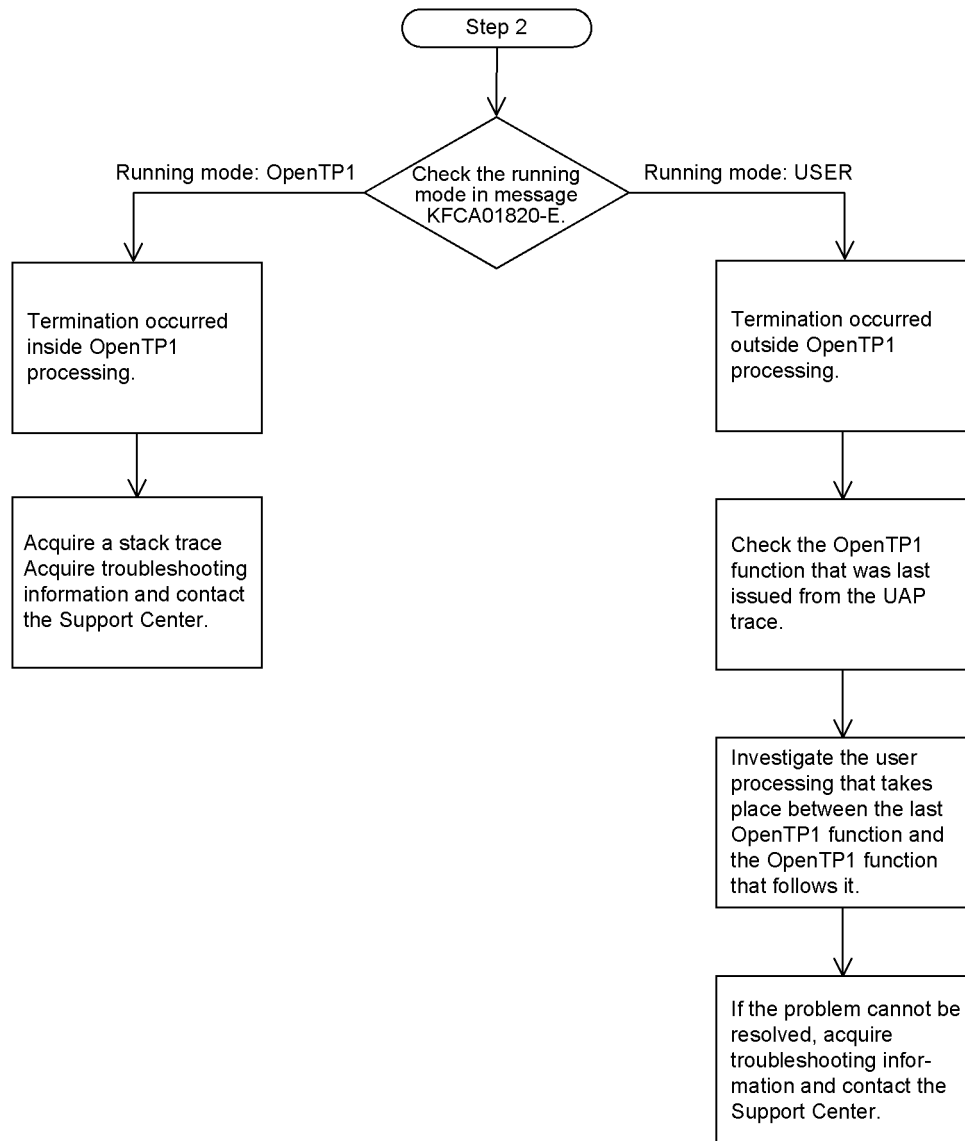 Step 2
Running mode: OpenTP1
Check the running
mode in message
KFCA01820-E.
Running mode: USER
Termination occurred
inside OpenTP1
processing.
Acquire a stack trace
Acquire troubleshooting
information and contact
the Support Center.
Termination occurred
outside OpenTP1
processing.
Check the OpenTP1
function that was last
issued from the UAP
trace.
Investigate the user
processing that takes
place between the last
OpenTP1 function and
the OpenTP1 function
that follows it.
If the problem cannot be
resolved, acquire
troubleshooting infor-
mation and contact the
Support Center.